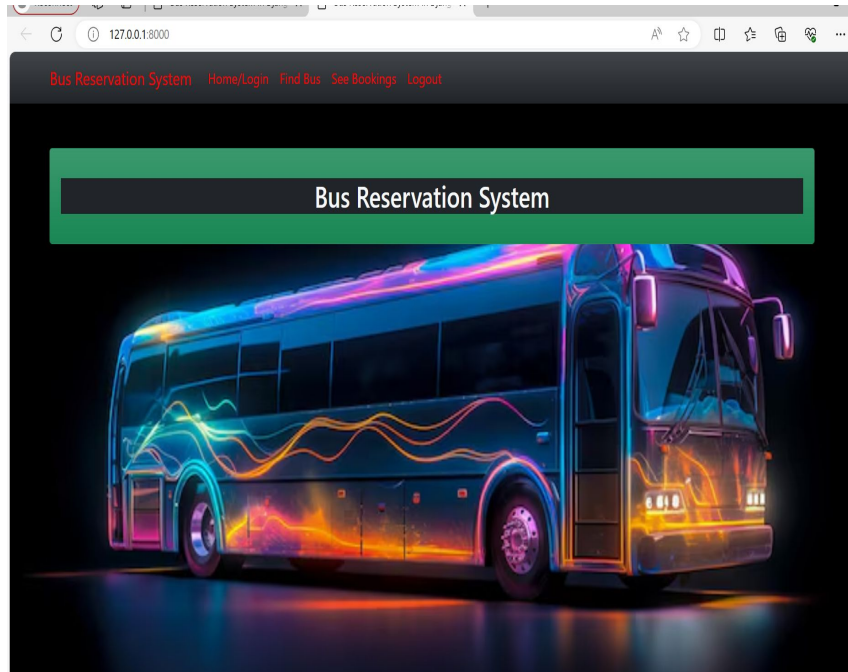 127.0.0.1:8000
Bus Reservation System Home/Login Find Bus See Bookings Logout
Bus Reservation System